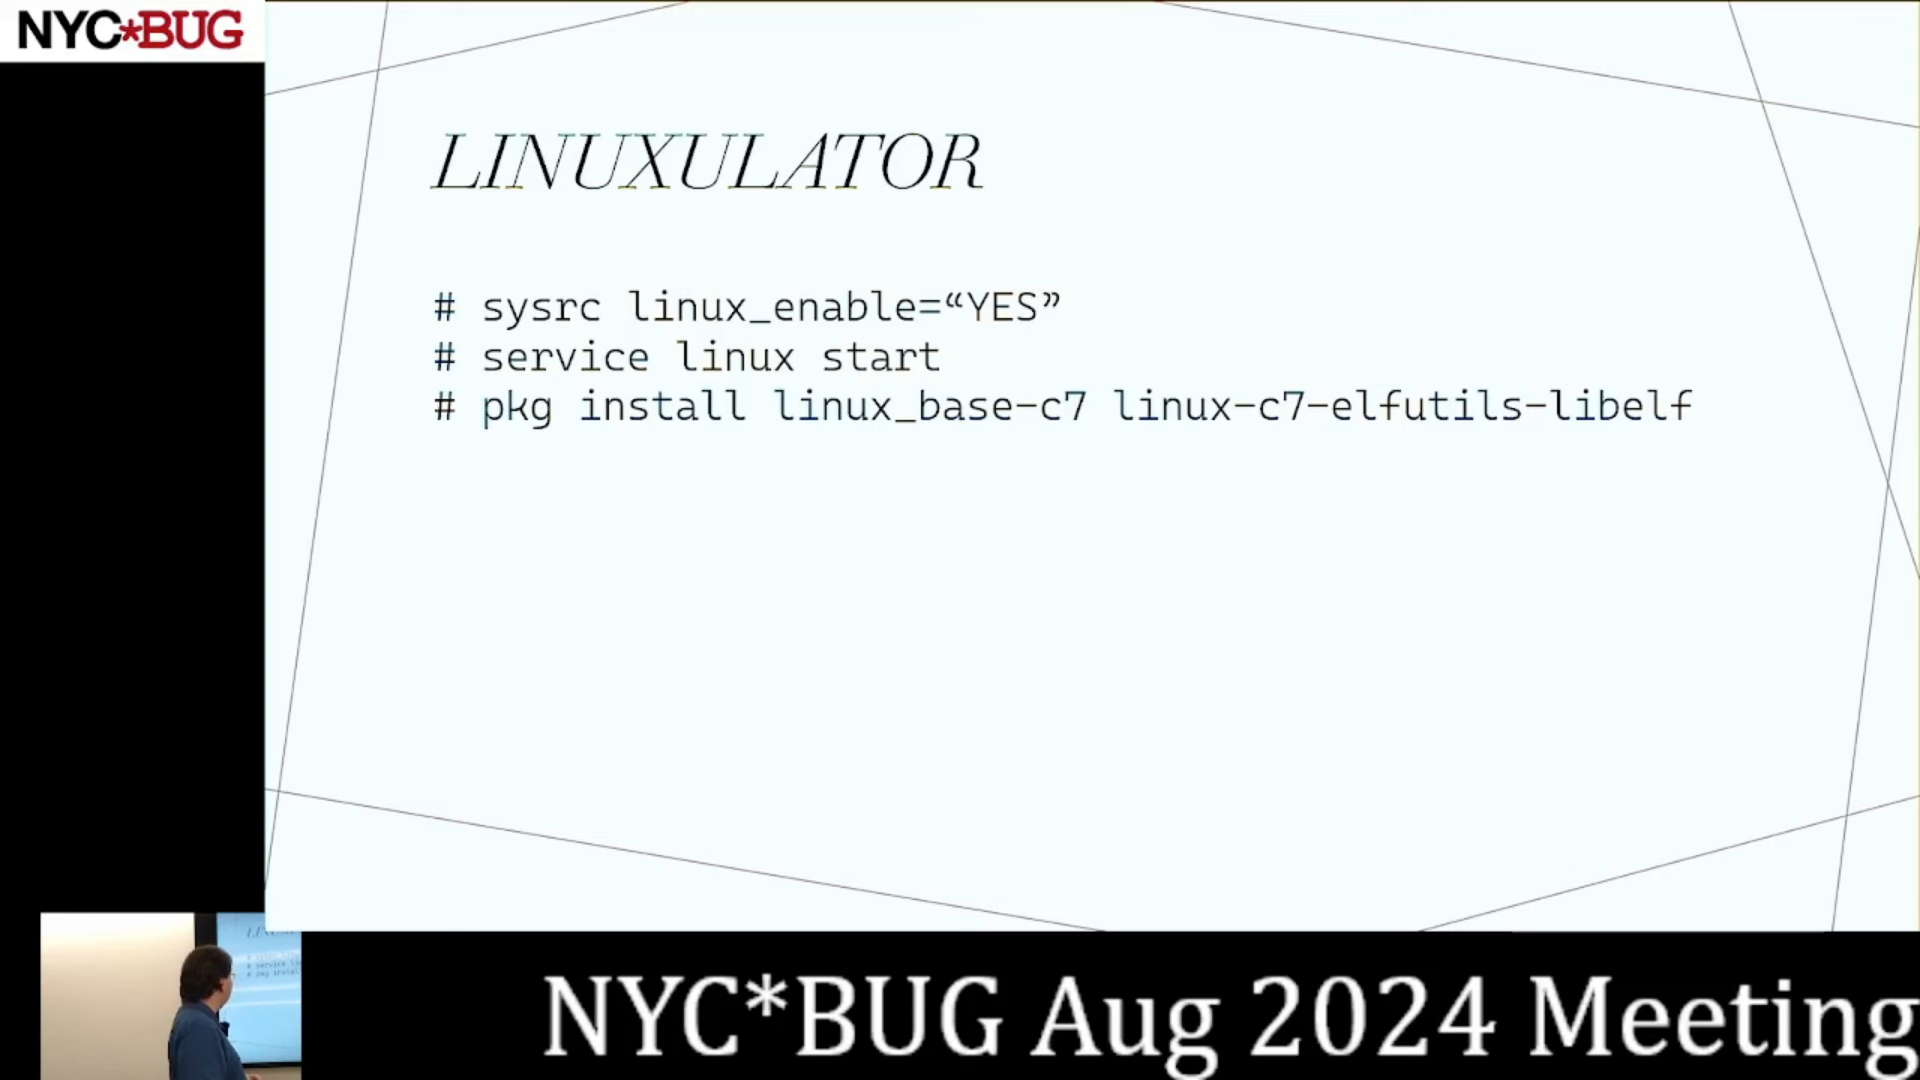 NYC*BUG
LINUXULATOR
# sysrc linux_enable=“YES”
# service linux start
# pkg install linux_base-c7 linux-c7-elfutils-libelf
NYC*BUG Aug 2024 Meeting